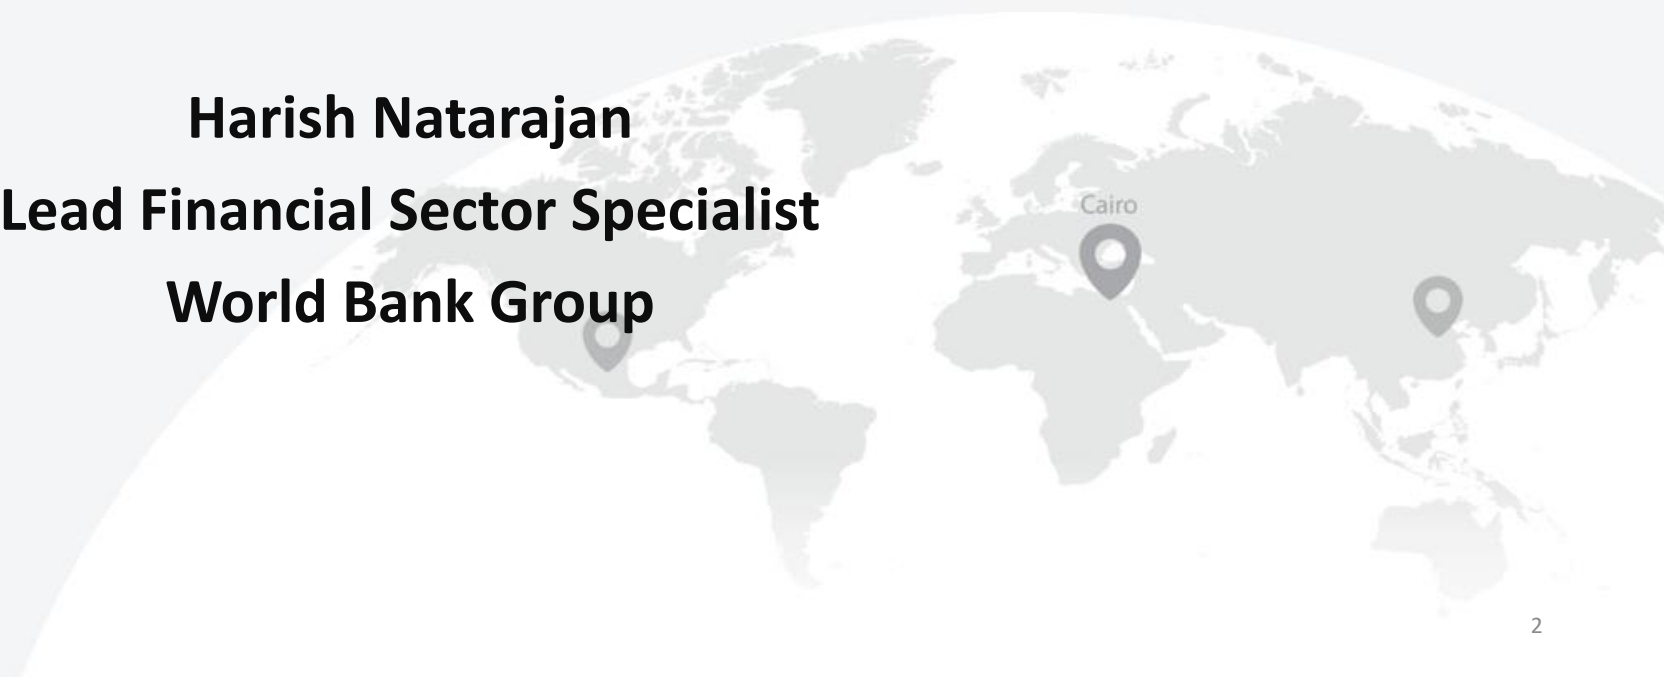 Harish Natarajan
Lead Financial Sector Specialist
Cairo
World Bank Group
2